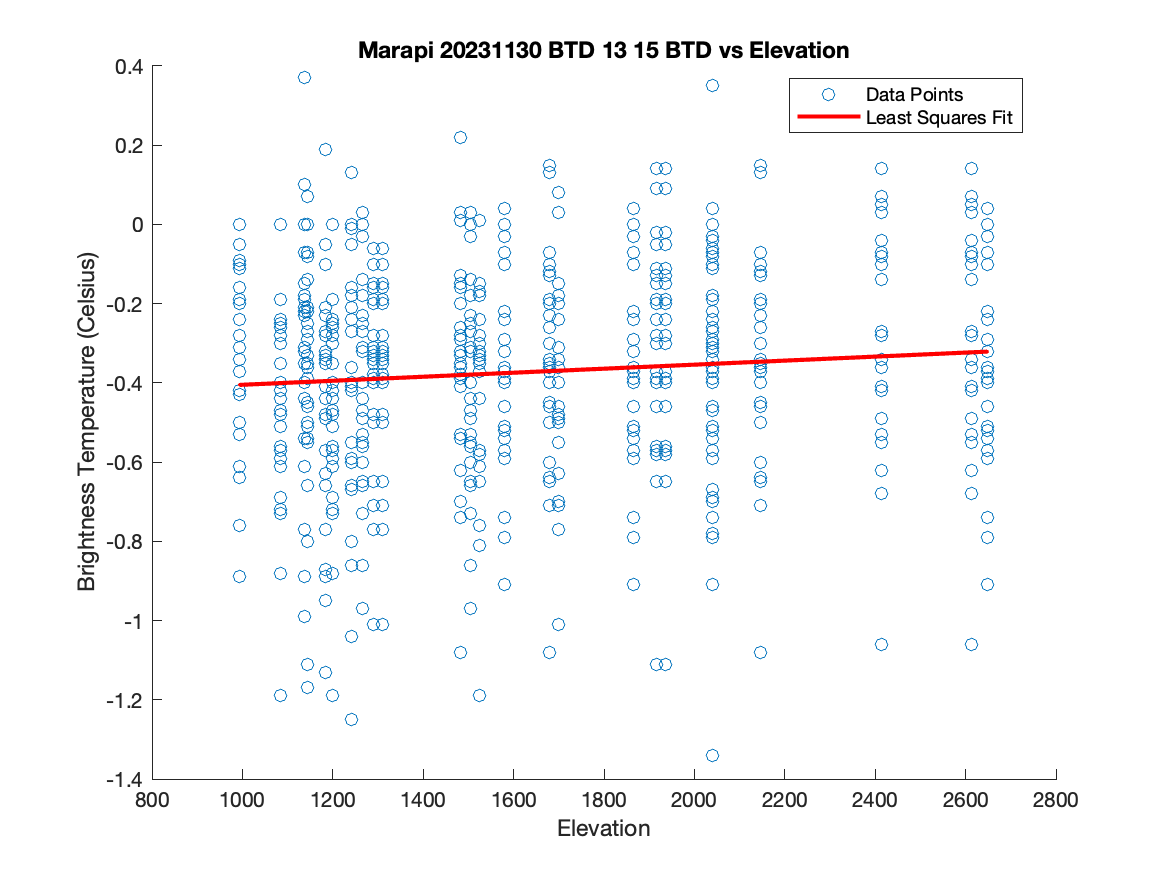 Marapi 20231130 BTD 13 15 BTD vs Elevation
Data Points
Least Squares Fit
0.4
0.2
0
-0.2
-0.4
-0.6
-0.8
-1
-1.2
-1.4
Brightness Temperature (Celsius)
800 1000 1200 1400 1600 1800 2000 2200 2400 2600 2800
Elevation